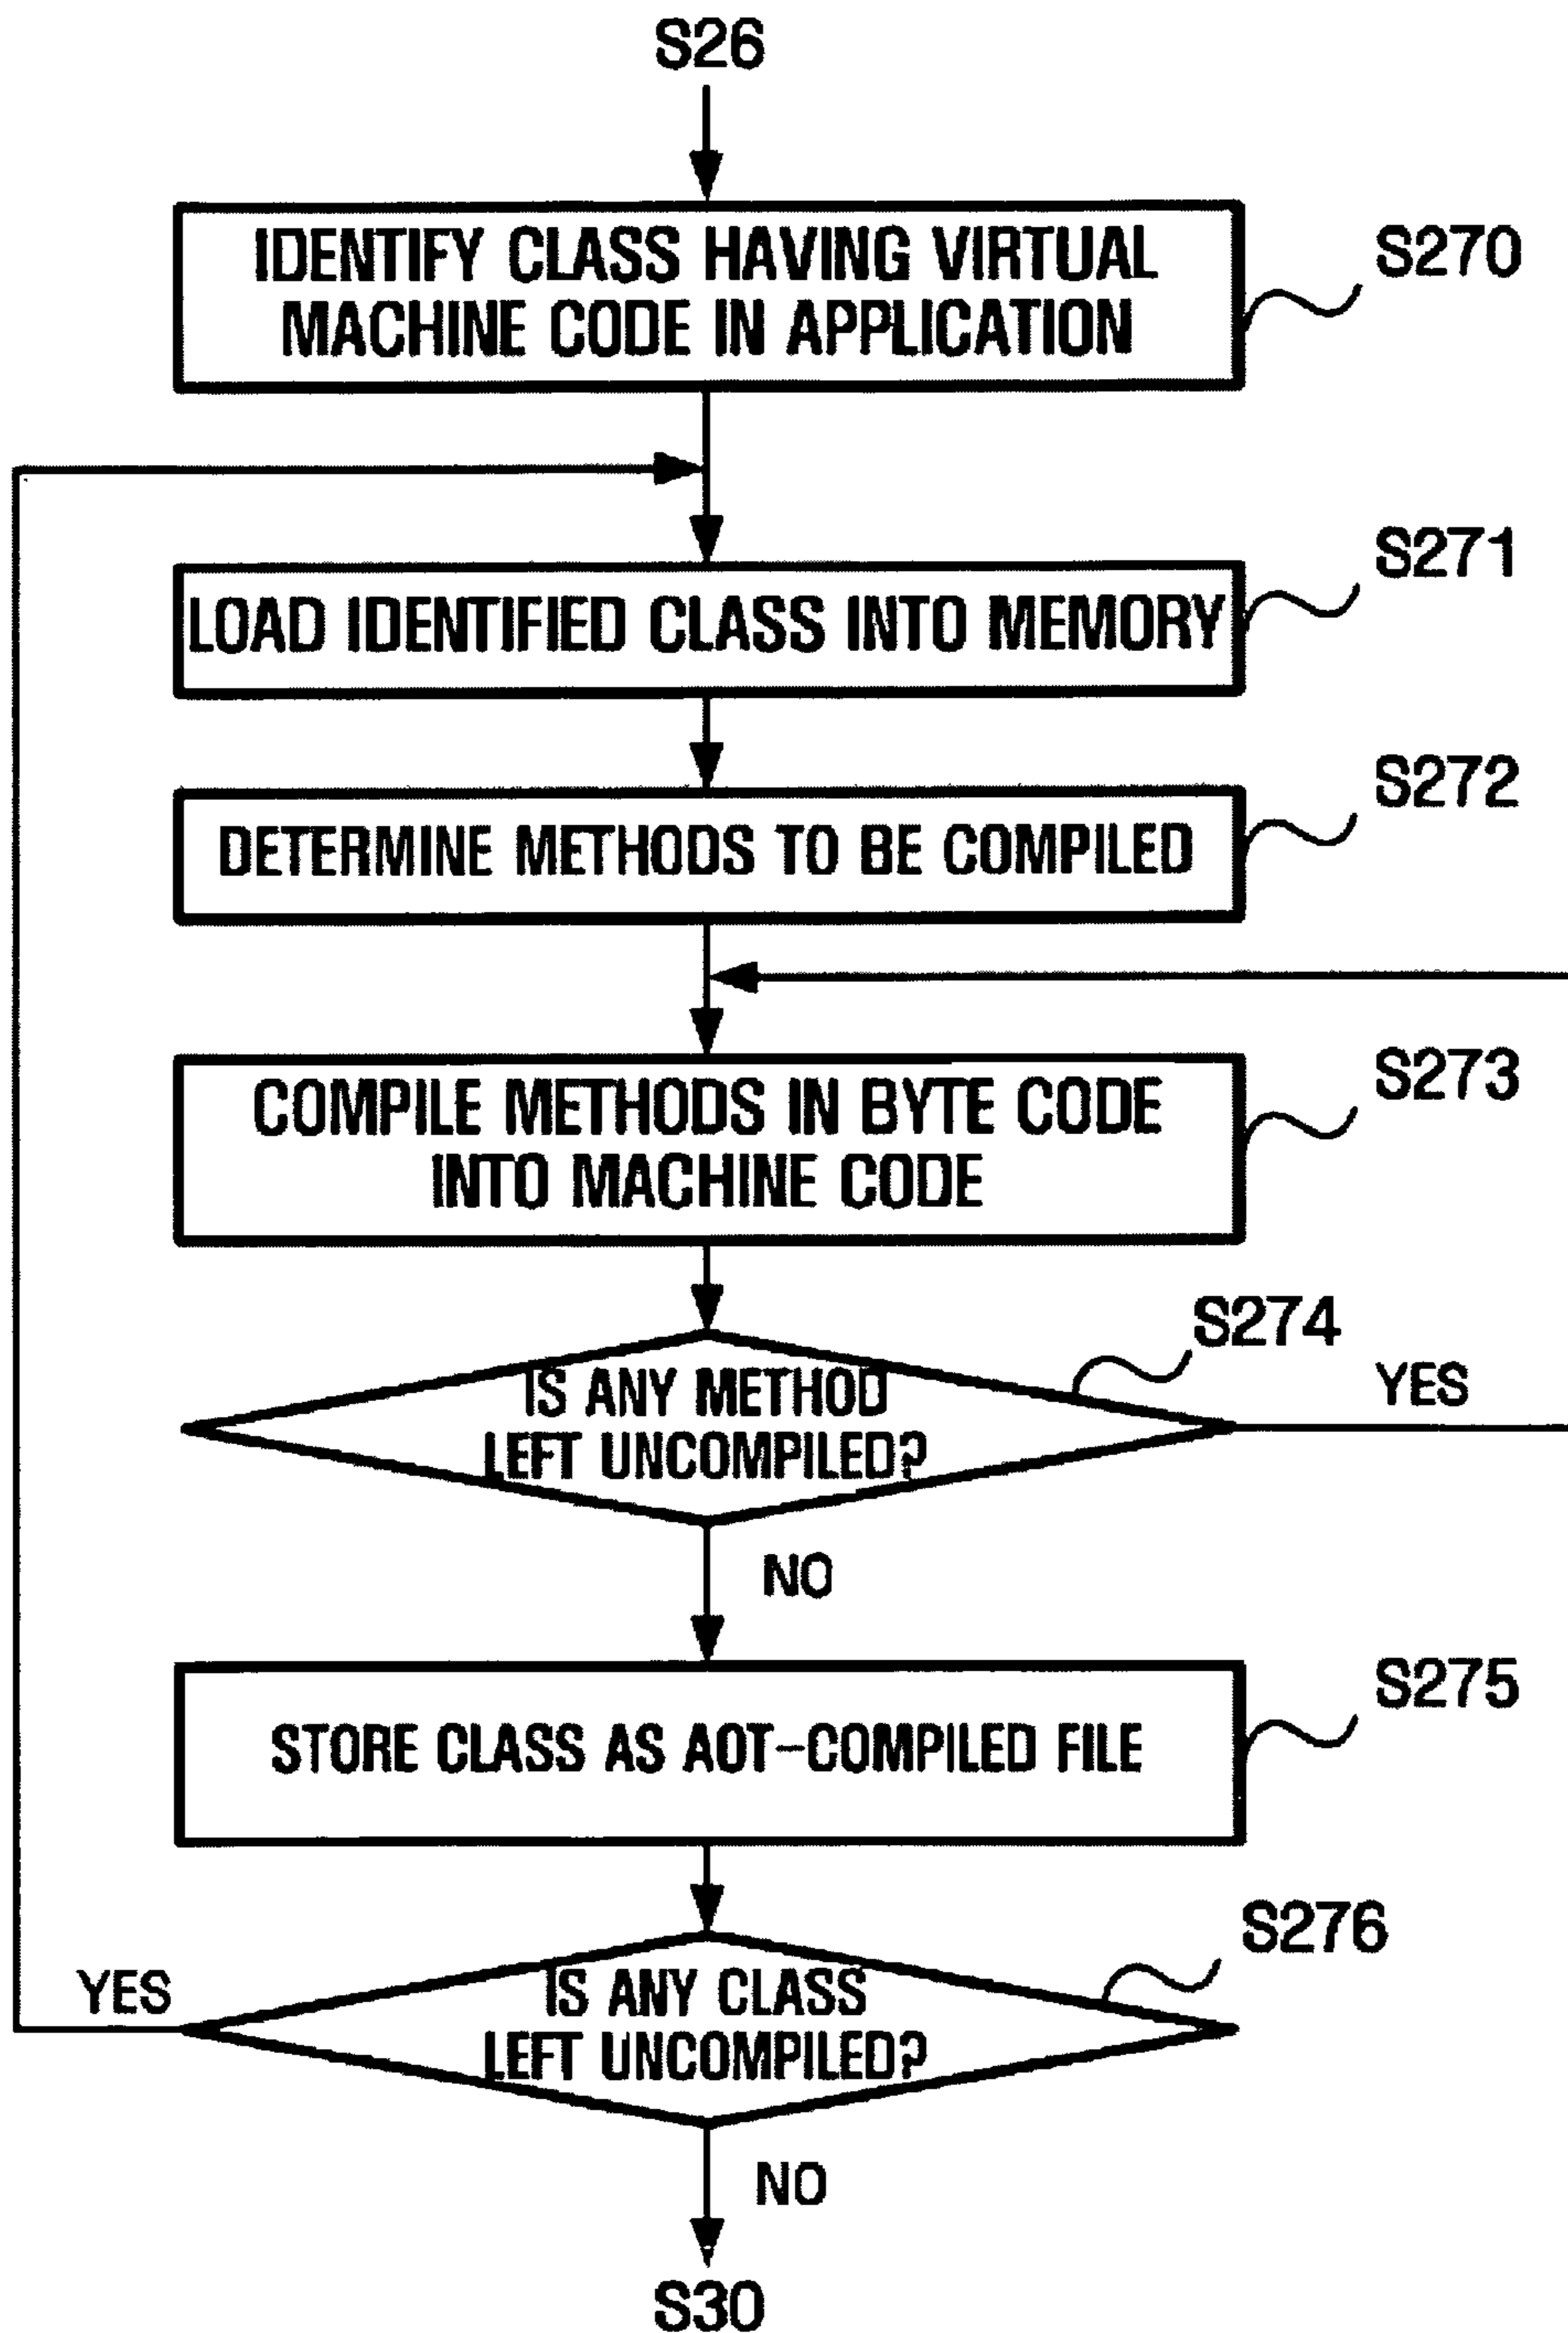 S26
IDENTIFY CLASS HAVING VIRTUAL
MACHINE CODE IN APPLICATION
S270
LOAD IDENTIFIED CLASS INTO MEMORY
S271
DETERMINE METHODS TO BE COMPILED
S272
COMPILE METHODS IN BYTE CODE
INTO MACHINE CODE
S273
IS ANY METHOD
LEFT UNCOMPILED?
S274
YES
NO
STORE CLASS AS AOT-COMPILED FILE
S275
IS ANY CLASS
LEFT UNCOMPILED?
S276
YES
NO
S30